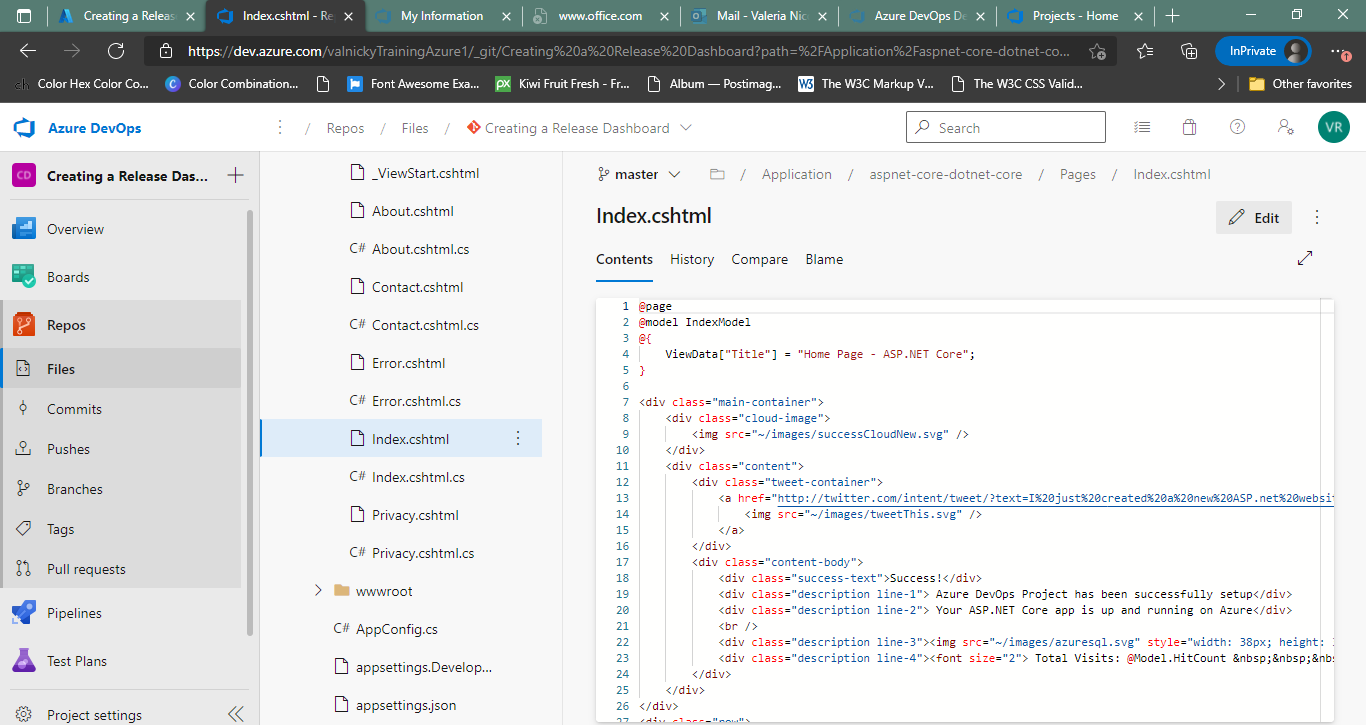 Creating a Releas
Index.cshtml - Re
My Information
www.office.com
Mail - Valeria Nic
Azure DevOps De
Projects - Home
https://dev.azure.com/valnickyTrainingAzure1/_git/Creating%20a%20Release%20Dashboard?path=%2FApplication%2Faspnet-core-dotnet-co...
InPrivate
Color Hex Color Co...
Color Combination...
Font Awesome Exa...
px Kiwi Fruit Fresh - Fr...
Album — Postimag...
W3 The W3C Markup V...
The W3C CSS Valid...
Other favorites
Azure DevOps
/ Repos / Files / Creating a Release Dashboard
Search
VR
CD Creating a Release Das...
Overview
Boards
Repos
Files
Commits
Pushes
Branches
Tags
Pull requests
Pipelines
Test Plans
Project settings
_ViewStart.cshtml
About.cshtml
C# About.cshtml.cs
Contact.cshtml
C# Contact.cshtml.cs
Error.cshtml
C# Error.cshtml.cs
Index.cshtml
C# Index.cshtml.cs
Privacy.cshtml
C# Privacy.cshtml.cs
wwwroot
C# AppConfig.cs
appsettings.Develop...
appsettings.json
master / Application / aspnet-core-dotnet-core / Pages / Index.cshtml
Index.cshtml
Edit
Contents History Compare Blame
1 @page
2 @model IndexModel
3 @{
4 ViewData["Title"] = "Home Page - ASP.NET Core";
5 }
6
7 <div class="main-container">
8 <div class="cloud-image">
9 <img src="~/images/successCloudNew.svg" />
10 </div>
11 <div class="content">
12 <div class="tweet-container">
13 <a href="http://twitter.com/intent/tweet/?text=I%20just%20created%20a%20new%20ASP.net%20websit
14 <img src="~/images/tweetThis.svg" />
15 </a>
16 </div>
17 <div class="content-body">
18 <div class="success-text">Success!</div>
19 <div class="description line-1"> Azure DevOps Project has been successfully setup</div>
20 <div class="description line-2"> Your ASP.NET Core app is up and running on Azure</div>
21 <br />
22 <div class="description line-3"><img src="~/images/azuresql.svg" style="width: 38px; height:
23 <div class="description line-4"><font size="2"> Total Visits: @Model.HitCount &nbsp;&nbsp;&nb
24 </div>
25 </div>
26 </div>
27 <div class="row">